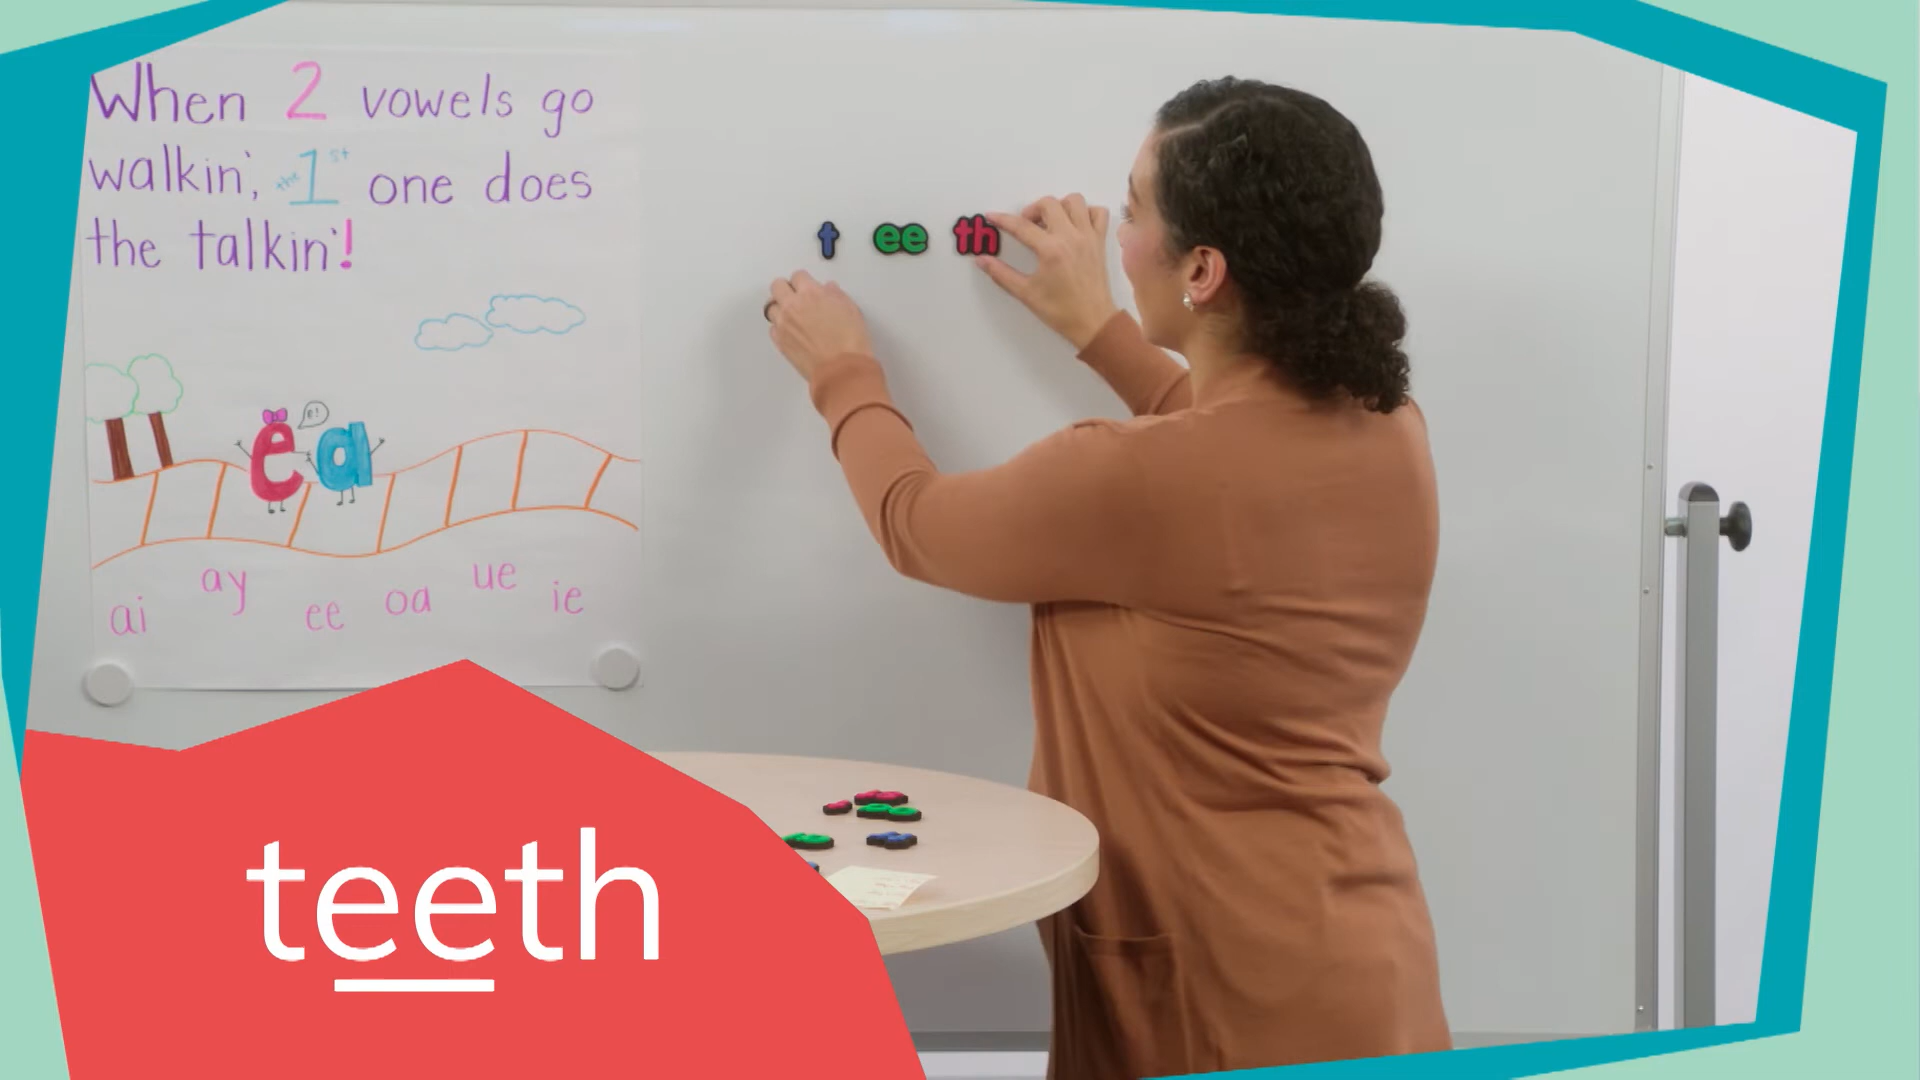 When 2 vowels go
walkin', the 1st one does
the talkin'!
t ee th
e!
ea
ai ay ee oa ue ie
teeth